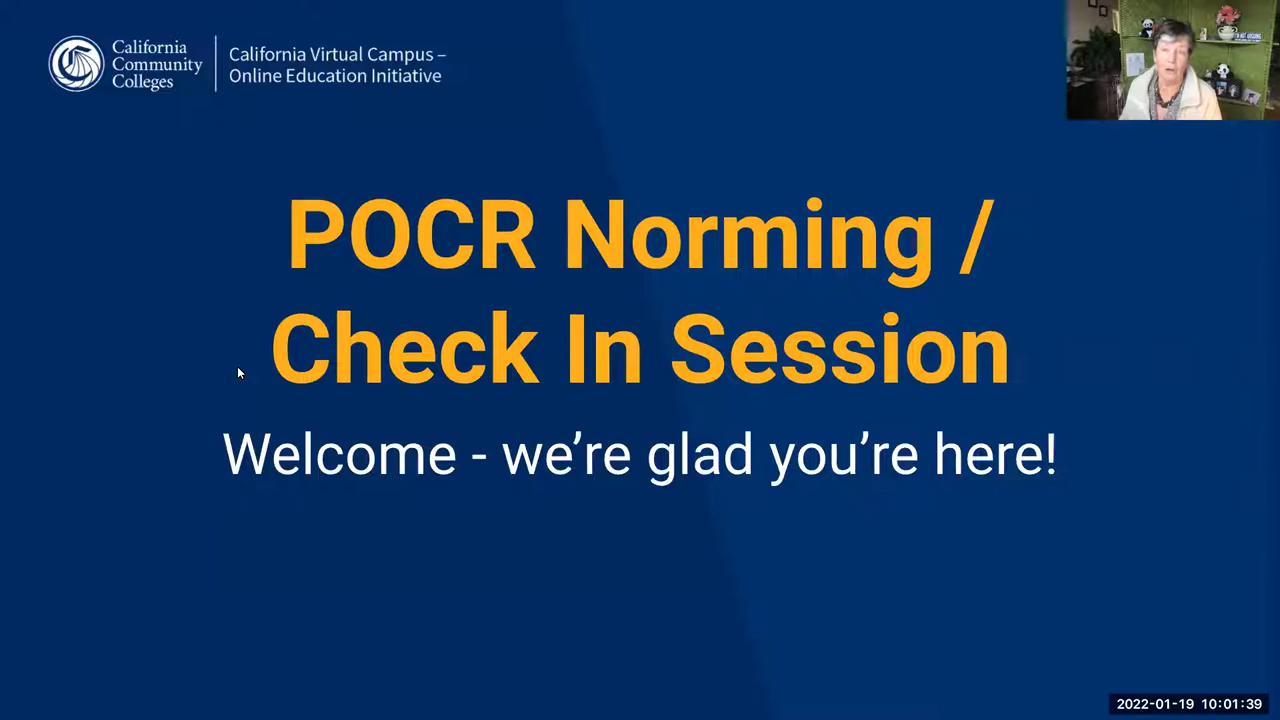 California
Community
Colleges
California Virtual Campus –
Online Education Initiative
POCR Norming /
Check In Session
Welcome - we’re glad you’re here!
2022-01-19 10:01:39